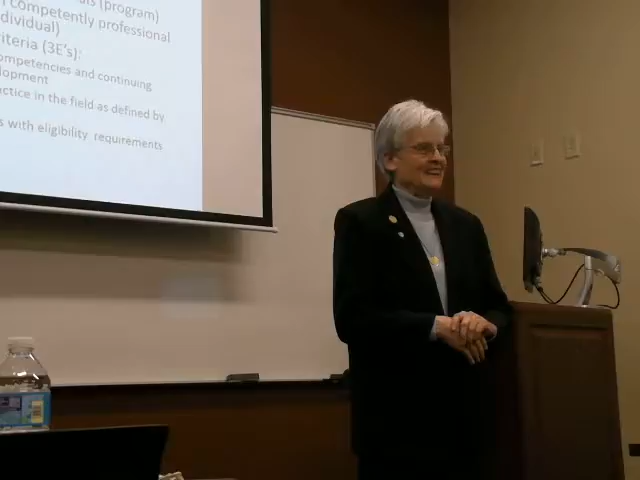 (program)
competently professional
dividual)
iteria (3E's):
ompetencies and continuing
lopment
actice in the field as defined by
s with eligibility requirements